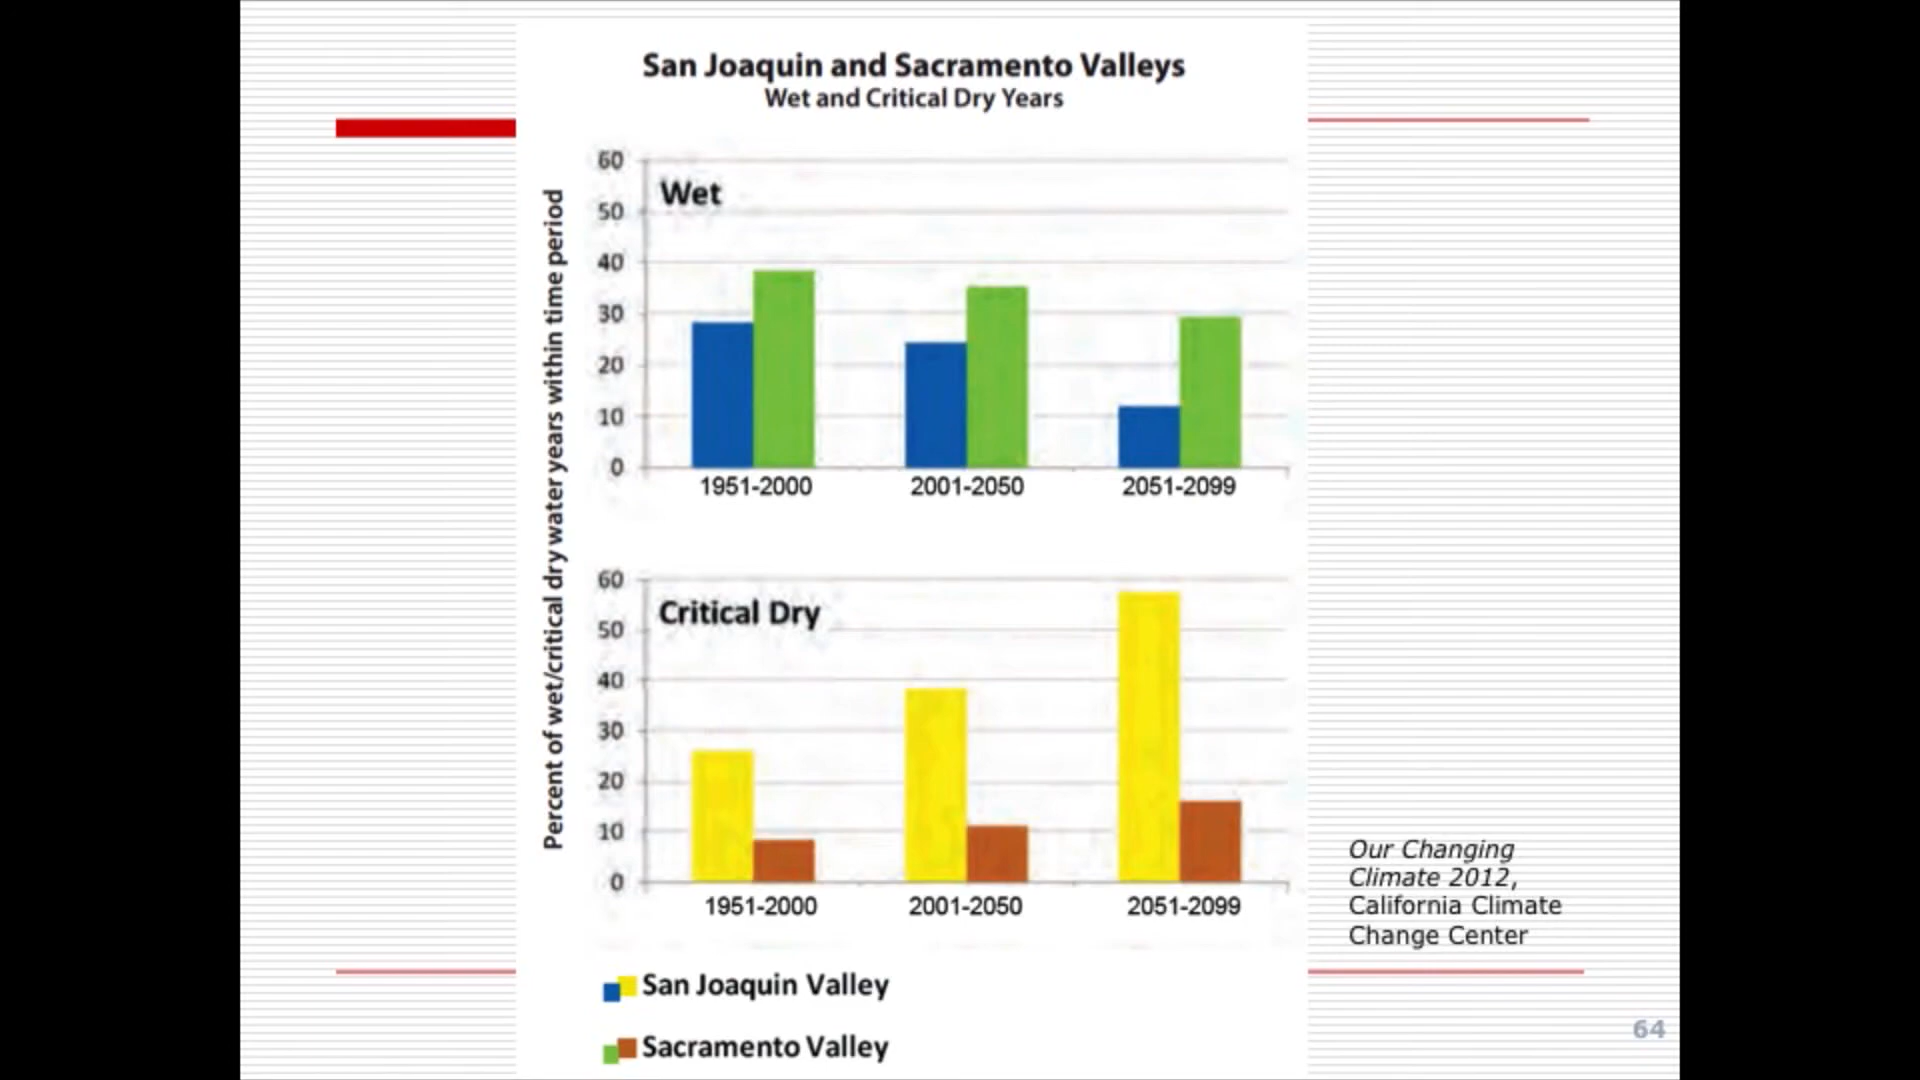 San Joaquin and Sacramento Valleys
Wet and Critical Dry Years
Percent of wet/critical dry water years within time period
60
Wet
50
40
30
20
10
0
1951-2000 2001-2050 2051-2099
60
Critical Dry
50
40
30
20
10
0
1951-2000 2001-2050 2051-2099
San Joaquin Valley
Sacramento Valley
Our Changing
Climate 2012,
California Climate
Change Center
64